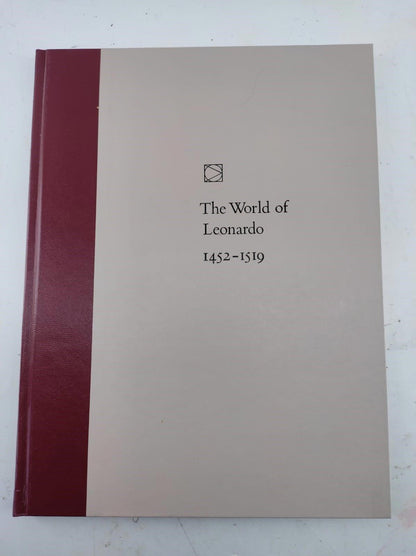 The World of
Leonardo
1452–1519